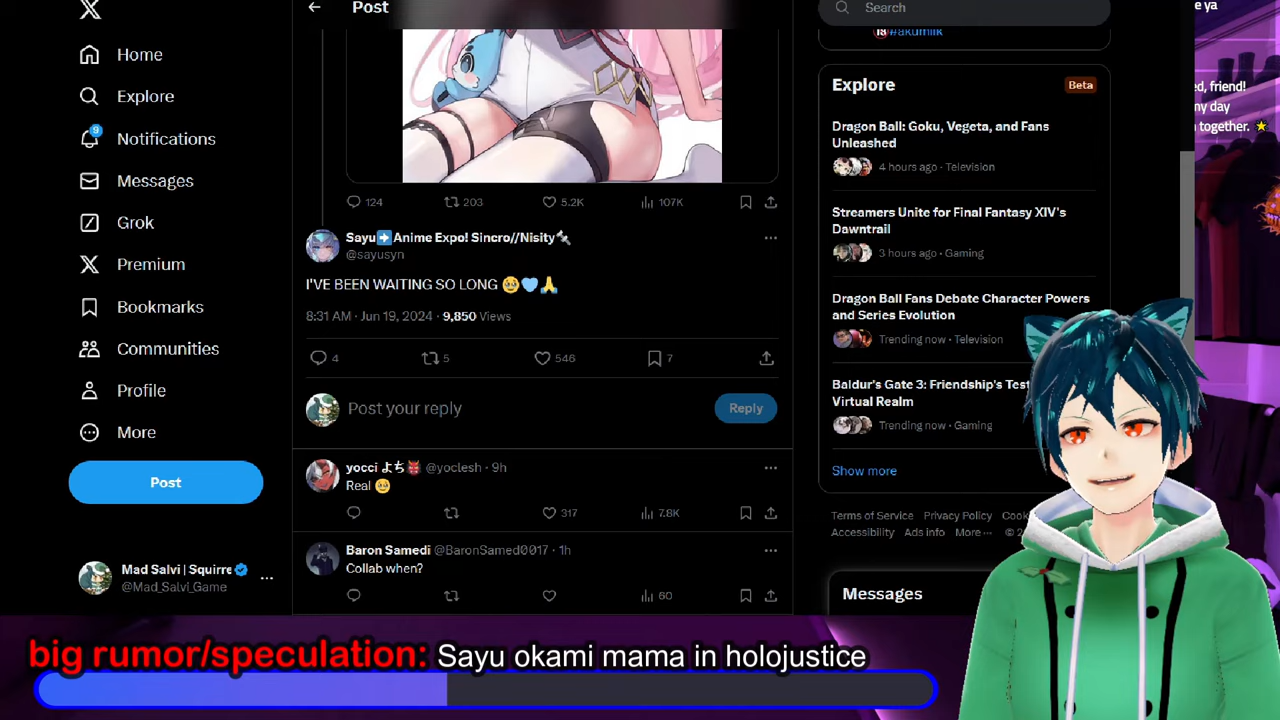 Home
Explore
9
Notifications
Messages
Grok
Premium
Bookmarks
Communities
Profile
More
Post
Mad Salvi | Squirre
@Mad_Salvi_Game
Post
124
203
5.2K
107K
Sayu➡️Anime Expo! Sincro//Nisity🔩
@sayusyn
I'VE BEEN WAITING SO LONG 🥹🩵🙏
8:31 AM · Jun 19, 2024 · 9,850 Views
4
5
546
7
Post your reply
Reply
yocci よち👹 @yoclesh · 9h
Real 🥹
317
7.8K
Baron Samedi @BaronSamed0017 · 1h
Collab when?
60
Search
#akumilk
Explore
Beta
Dragon Ball: Goku, Vegeta, and Fans
Unleashed
4 hours ago · Television
Streamers Unite for Final Fantasy XIV's
Dawntrail
3 hours ago · Gaming
Dragon Ball Fans Debate Character Powers
and Series Evolution
Trending now · Television
Baldur's Gate 3: Friendship's Test
Virtual Realm
Trending now · Gaming
Show more
Terms of Service Privacy Policy Cook
Accessibility Ads info More ··· © 2
Messages
e ya
ed, friend!
my day
together. 🌟
big rumor/speculation: Sayu okami mama in holojustice